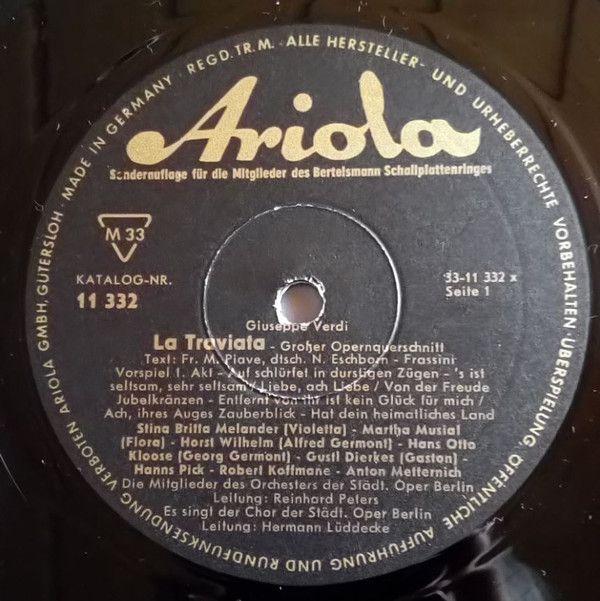 ARIOLA GMBH, GÜTERSLOH · MADE IN GERMANY · REGD. TR. M. · ALLE HERSTELLER- UND URHEBERRECHTE VORBEHALTEN · ÜBERSPIELUNG, ÖFFENTLICHE AUFFÜHRUNG UND RUNDFUNKSENDUNG VERBOTEN
Ariola
Sonderauflage für die Mitglieder des Bertelsmann Schallplattenringes
M 33
KATALOG-NR.
11 332
33-11 332 x
Seite 1
Giuseppe Verdi
La Traviata - Großer Opernquerschnitt
Text: Fr. M. Piave, dtsch. N. Eschborn - Frassini
Vorspiel 1. Akt - Auf schlürfet in durstigen Zügen - 's ist
seltsam, sehr seltsam / Liebe, ach Liebe / Von der Freude
Jubelkränzen - Entfernt von ihr ist kein Glück für mich /
Ach, ihres Auges Zauberblick - Hat dein heimatliches Land
Stina Britta Melander (Violetta) - Martha Musial
(Flora) - Horst Wilhelm (Alfred Germont) - Hans Otto
Kloose (Georg Germont) - Gustl Dierkes (Gaston) -
Hanns Pick - Robert Koffmane - Anton Metternich
Die Mitglieder des Orchesters der Städt. Oper Berlin
Leitung: Reinhard Peters
Es singt der Chor der Städt. Oper Berlin
Leitung: Hermann Lüddecke